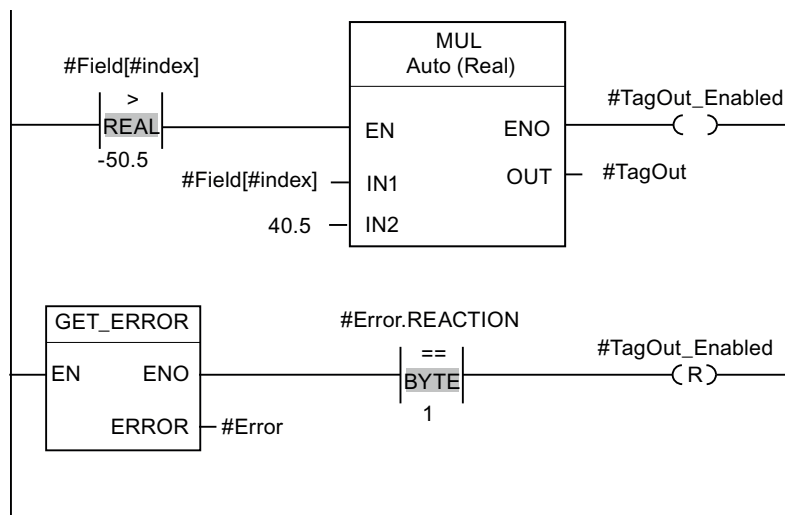 MUL
Auto (Real)
#Field[#index]
>
REAL
-50.5
#TagOut_Enabled
EN
ENO
#Field[#index]
IN1
OUT
#TagOut
40.5
IN2
GET_ERROR
#Error.REACTION
#TagOut_Enabled
EN
ENO
==
BYTE
1
R
ERROR
#Error